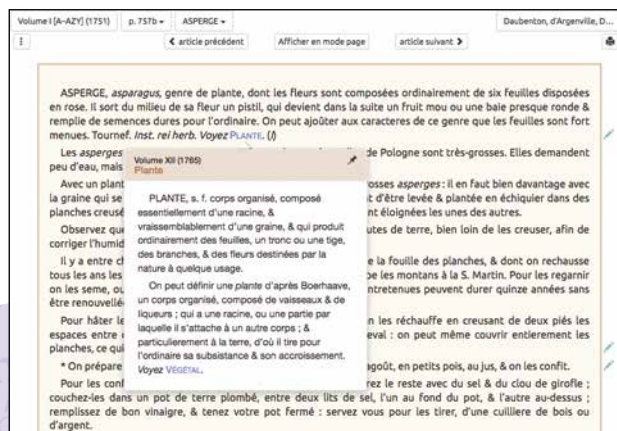 Volume I [A-AZY] (1751) p. 757b ASPERGE Daubenton, d'Argenville, D...
article précédent Afficher en mode page article suivant
ASPERGE, asparagus, genre de plante, dont les fleurs sont composées ordinairement de six feuilles disposées
en rose. Il sort du milieu de sa fleur un pistil, qui devient dans la suite un fruit mou ou une baie presque ronde &
remplie de semences dures pour l'ordinaire. On peut ajoûter aux caracteres de ce genre que les feuilles sont fort
menues. Tournef. Inst. rei herb. Voyez PLANTE. (I)
Les asperges de Pologne sont très-grosses. Elles demandent
peu d'eau, mais
Avec un plant rosses asperges : il en faut bien davantage avec
la graine qui se t d'être levée & plantée en échiquier dans des
planches creusé nt éloignées les unes des autres.
Observez que utes de terre, bien loin de les creuser, afin de
corriger l'humid
Il y a entre ch e la fouille des planches, & dont on rechausse
tous les ans les pe les montans à la S. Martin. Pour les regarnir
on les seme, ou ntretenues peuvent durer quinze années sans
être renouvellé
Pour hâter le n les réchauffe en creusant de deux piés les
espaces entre eval : on peut même couvrir entierement les
planches, ce qui
* On prépare agoût, en petits pois, au jus, & on les confit.
Pour les conf rez le reste avec du sel & du clou de girofle ;
couchez-les dans un pot de terre plombé, entre deux lits de sel, l'un au fond du pot, & l'autre au-dessus ;
remplissez de bon vinaigre, & tenez votre pot fermé : servez vous pour les tirer, d'une cuilliere de bois ou
d'argent.
Volume XII (1765)
Plante
PLANTE, s. f. corps organisé, composé
essentiellement d'une racine, &
vraissemblablement d'une graine, & qui produit
ordinairement des feuilles, un tronc ou une tige,
des branches, & des fleurs destinées par la
nature à quelque usage.
On peut définir une plante d'après Boerhaave,
un corps organisé, composé de vaisseaux & de
liqueurs ; qui a une racine, ou une partie par
laquelle il s'attache à un autre corps ; &
particulierement à la terre, d'où il tire pour
l'ordinaire sa subsistance & son accroissement.
Voyez VÉGÉTAL.